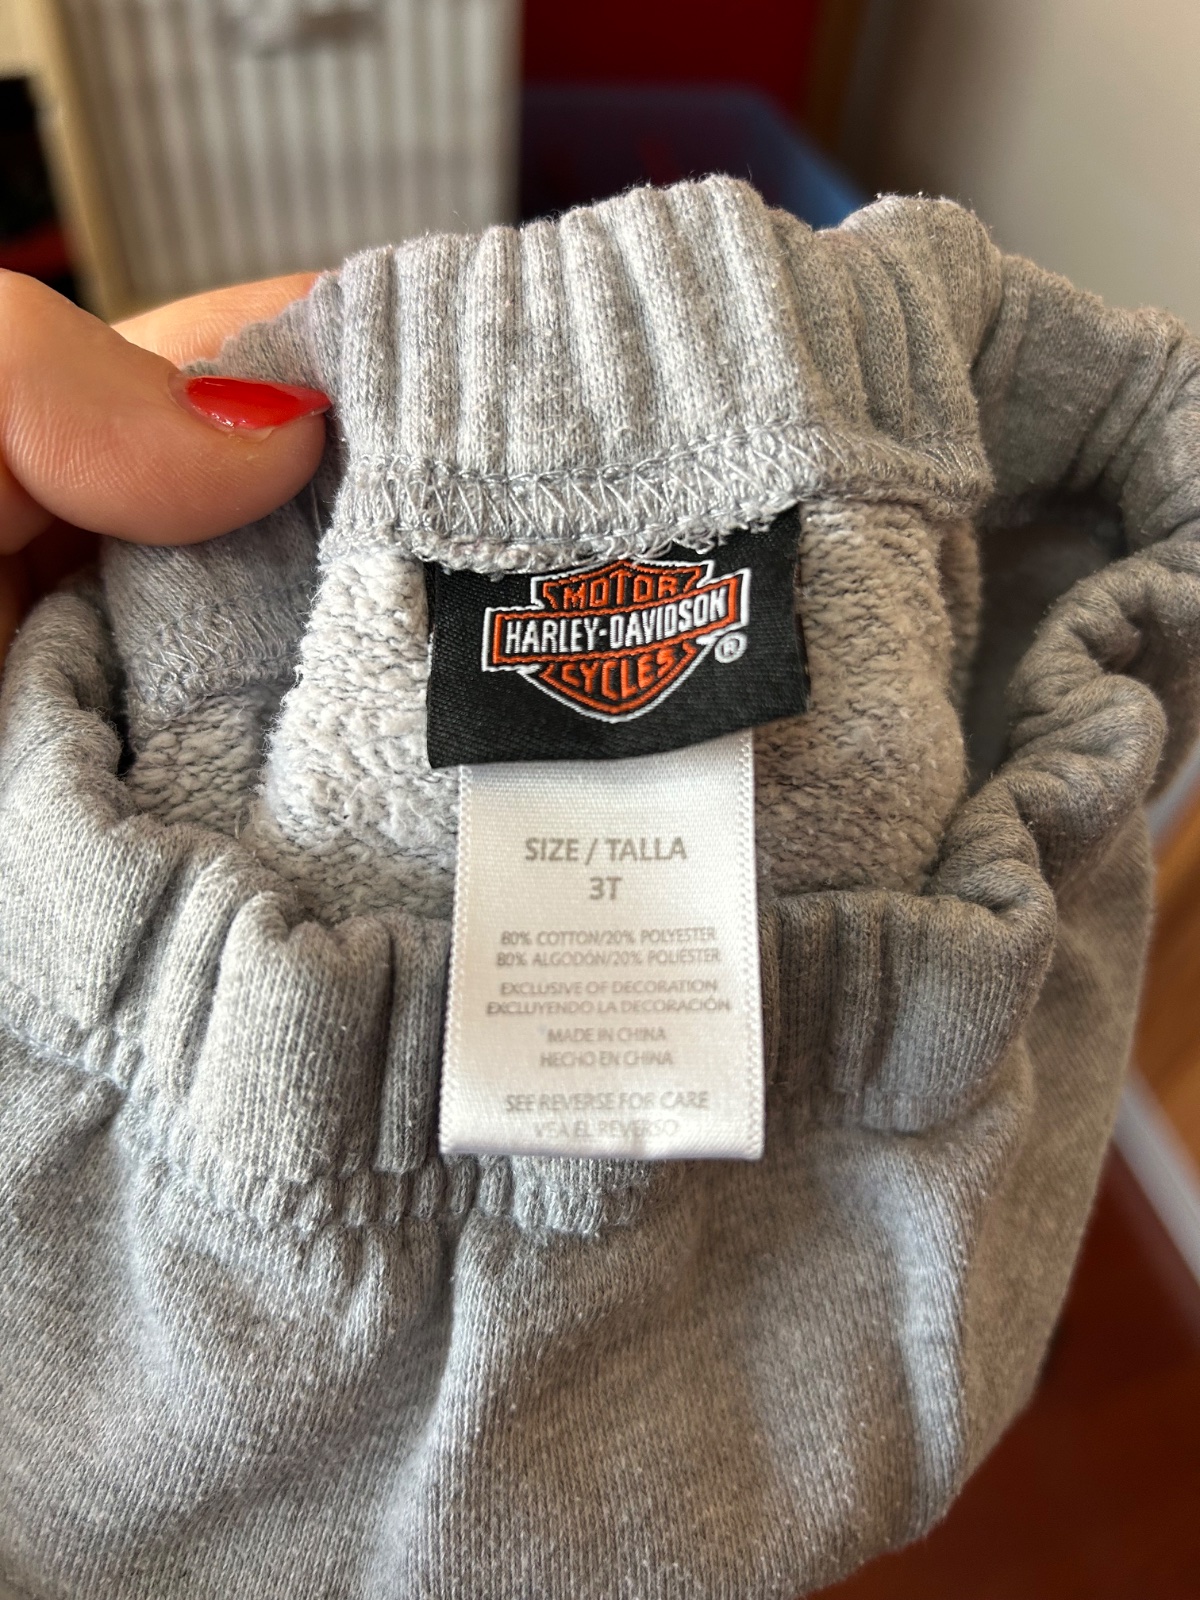 MOTOR
HARLEY-DAVIDSON
CYCLES ®
SIZE / TALLA
3T
80% COTTON/20% POLYESTER
80% ALGODÓN/20% POLIESTER
EXCLUSIVE OF DECORATION
EXCLUYENDO LA DECORACIÓN
MADE IN CHINA
HECHO EN CHINA
SEE REVERSE FOR CARE
VEA EL REVERSO